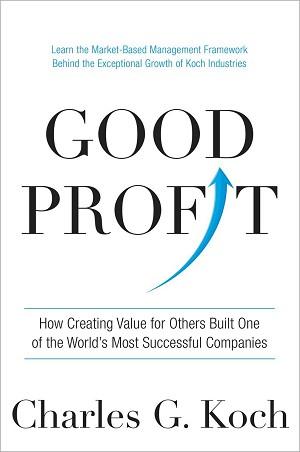 Learn the Market-Based Management Framework
Behind the Exceptional Growth of Koch Industries
GOOD
PROFIT
How Creating Value for Others Built One
of the World's Most Successful Companies
Charles G. Koch